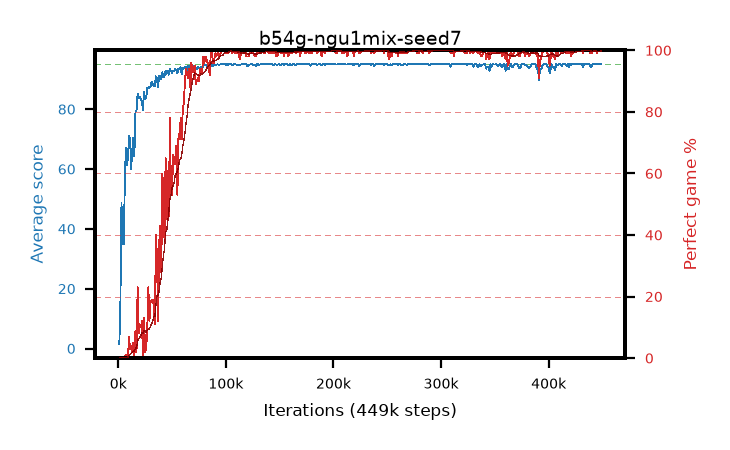 b54g-ngu1mix-seed7
Average score
80
60
40
20
0
100
80
60
40
20
0
Perfect game %
0k
100k
200k
300k
400k
Iterations (449k steps)